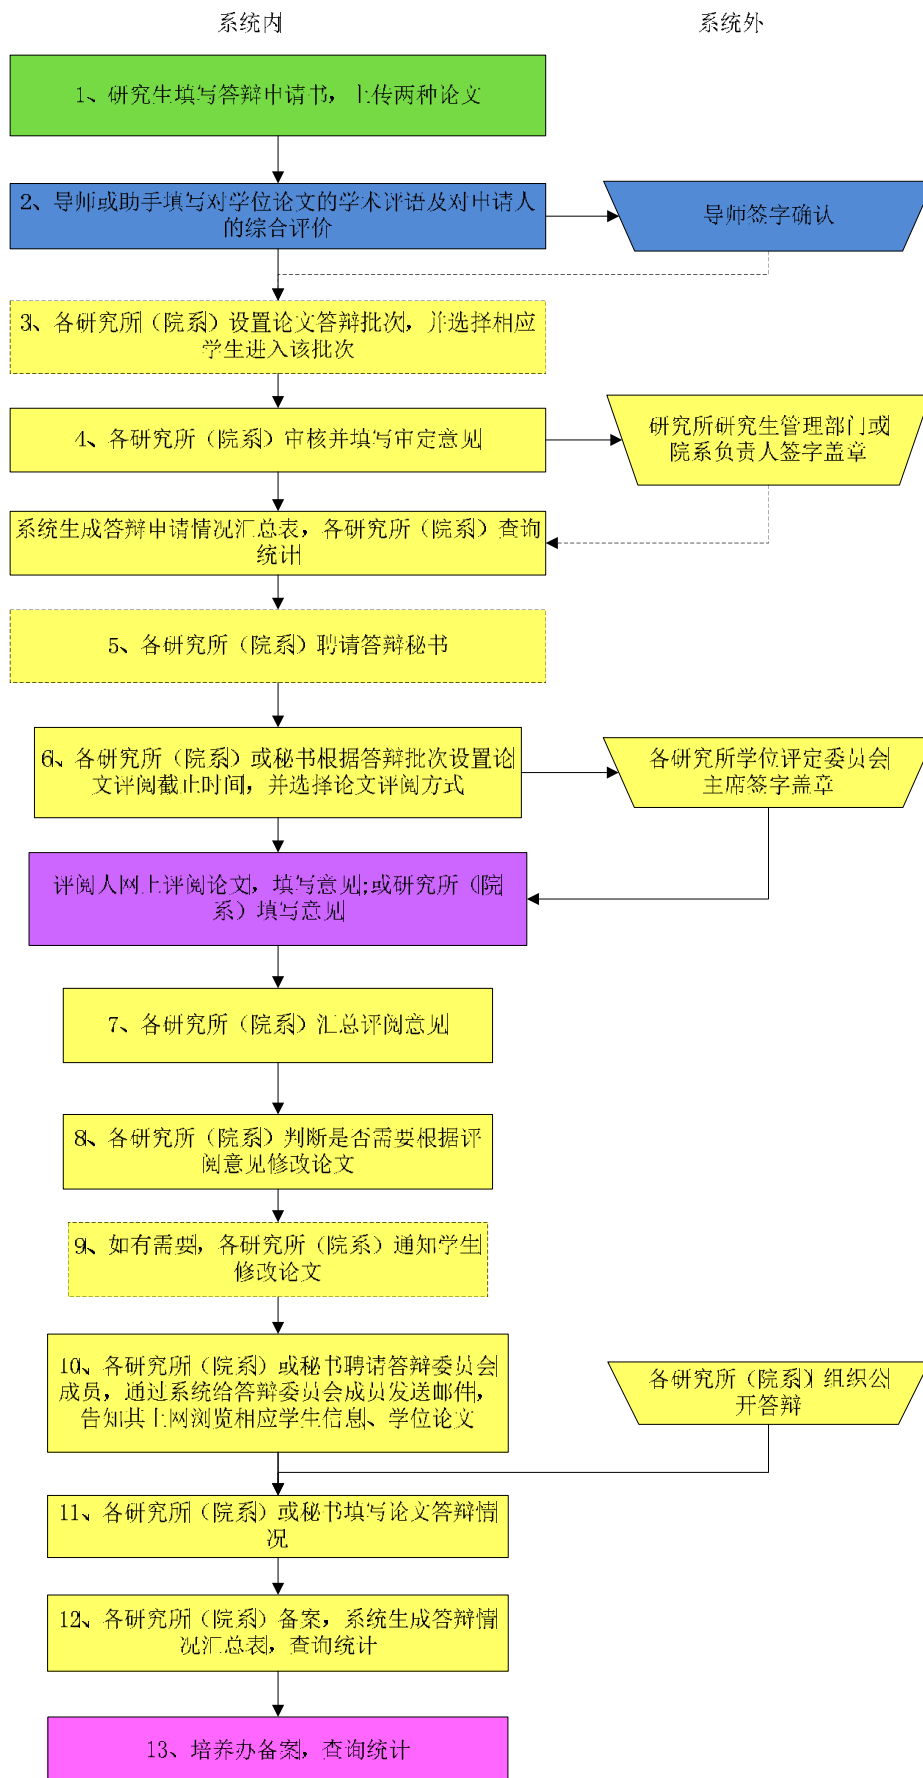 系统内
系统外
1、研究生填写答辩申请书，上传两种论文
2、导师或助手填写对学位论文的学术评语及对申请人
的综合评价
导师签字确认
3、各研究所（院系）设置论文答辩批次，并选择相应
学生进入该批次
4、各研究所（院系）审核并填写审定意见
研究所研究生管理部门或
院系负责人签字盖章
系统生成答辩申请情况汇总表，各研究所（院系）查询
统计
5、各研究所（院系）聘请答辩秘书
6、各研究所（院系）或秘书根据答辩批次设置论
文评阅截止时间，并选择论文评阅方式
各研究所学位评定委员会
主席签字盖章
评阅人网上评阅论文，填写意见;或研究所（院
系）填写意见
7、各研究所（院系）汇总评阅意见
8、各研究所（院系）判断是否需要根据评
阅意见修改论文
9、如有需要，各研究所（院系）通知学生
修改论文
10、各研究所（院系）或秘书聘请答辩委员会
成员，通过系统给答辩委员会成员发送邮件，
告知其上网浏览相应学生信息、学位论文
各研究所（院系）组织公
开答辩
11、各研究所（院系）或秘书填写论文答辩情
况
12、各研究所（院系）备案，系统生成答辩情
况汇总表，查询统计
13、培养办备案，查询统计